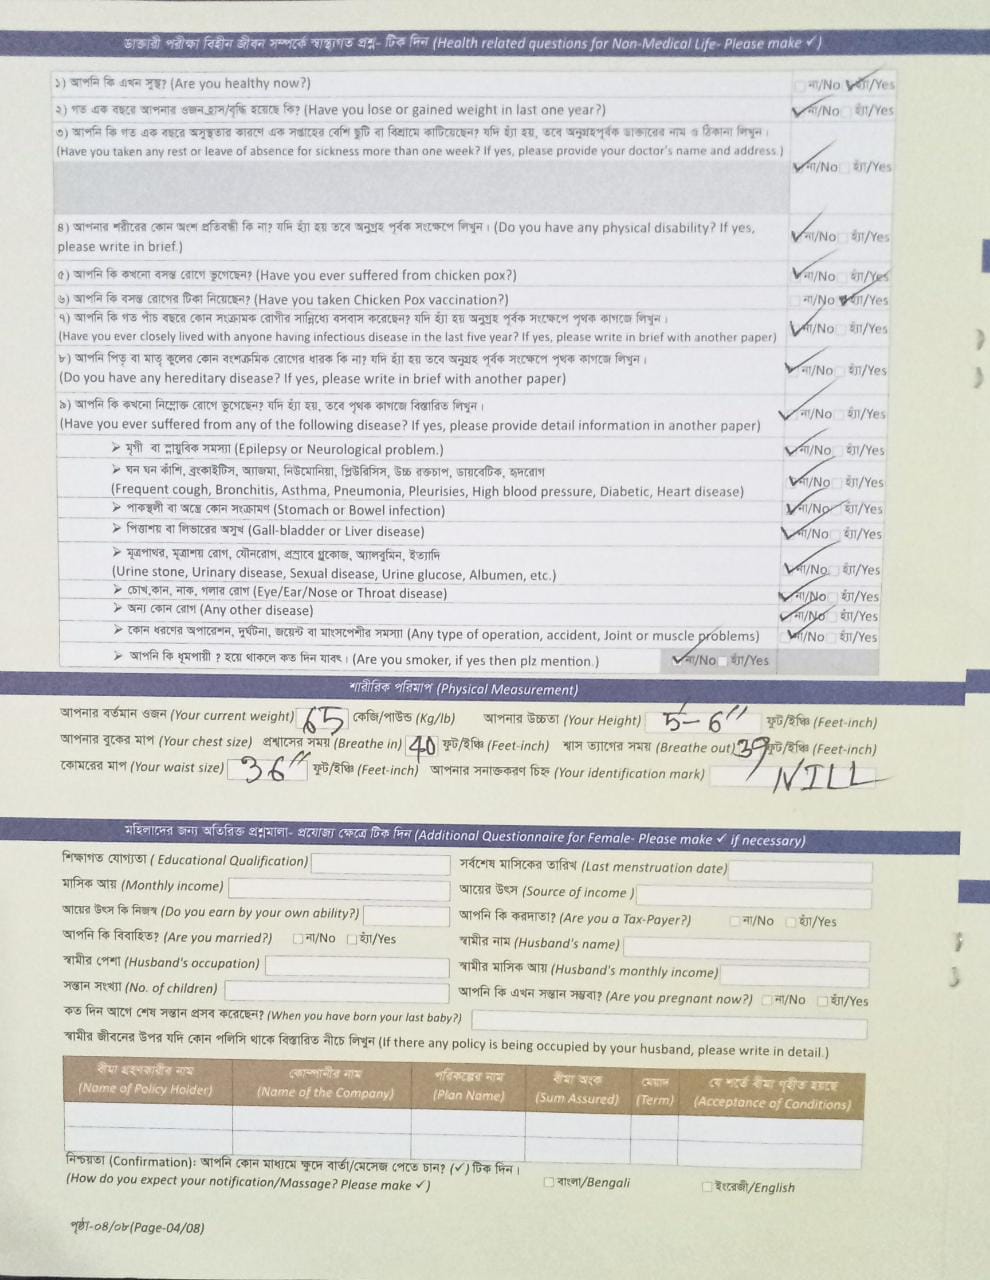 ডাক্তারী পরীক্ষা বিহীন জীবন সম্পর্কে স্বাস্থ্যগত প্রশ্ন- টিক দিন (Health related questions for Non-Medical Life- Please make ✓)
১) আপনি কি এখন সুস্থ? (Are you healthy now?) না/No ✓ হ্যাঁ/Yes
২) গত এক বছরে আপনার ওজন হ্রাস/বৃদ্ধি হয়েছে কি? (Have you lose or gained weight in last one year?) ✓ না/No হ্যাঁ/Yes
৩) আপনি কি গত এক বছরে অসুস্থতার কারণে এক সপ্তাহের বেশি ছুটি বা বিশ্রামে কাটিয়েছেন? যদি হ্যাঁ হয়, তবে অনুগ্রহপূর্বক ডাক্তারের নাম ও ঠিকানা লিখুন।
(Have you taken any rest or leave of absence for sickness more than one week? If yes, please provide your doctor's name and address.)
✓ না/No হ্যাঁ/Yes
৪) আপনার শরীরের কোন অংশ প্রতিবন্ধী কি না? যদি হ্যাঁ হয় তবে অনুগ্রহ পূর্বক সংক্ষেপে লিখুন। (Do you have any physical disability? If yes,
please write in brief.) ✓ না/No হ্যাঁ/Yes
৫) আপনি কি কখনো বসন্ত রোগে ভুগেছেন? (Have you ever suffered from chicken pox?) ✓ না/No হ্যাঁ/Yes
৬) আপনি কি বসন্ত রোগের টিকা নিয়েছেন? (Have you taken Chicken Pox vaccination?) না/No ✓ হ্যাঁ/Yes
৭) আপনি কি গত পাঁচ বছরে কোন সংক্রামক রোগীর সান্নিধ্যে বসবাস করেছেন? যদি হ্যাঁ হয় অনুগ্রহ পূর্বক সংক্ষেপে পৃথক কাগজে লিখুন।
(Have you ever closely lived with anyone having infectious disease in the last five year? If yes, please write in brief with another paper) ✓ না/No হ্যাঁ/Yes
৮) আপনি পিতৃ বা মাতৃ কূলের কোন বংশক্রমিক রোগের ধারক কি না? যদি হ্যাঁ হয় তবে অনুগ্রহ পূর্বক সংক্ষেপে পৃথক কাগজে লিখুন।
(Do you have any hereditary disease? If yes, please write in brief with another paper) ✓ না/No হ্যাঁ/Yes
৯) আপনি কি কখনো নিম্নোক্ত রোগে ভুগেছেন? যদি হ্যাঁ হয়, তবে পৃথক কাগজে বিস্তারিত লিখুন।
(Have you ever suffered from any of the following disease? If yes, please provide detail information in another paper) ✓ না/No হ্যাঁ/Yes
➢ মৃগী বা স্নায়ুবিক সমস্যা (Epilepsy or Neurological problem.) ✓ না/No হ্যাঁ/Yes
➢ ঘন ঘন কাঁশি, ব্রংকাইটিস, অ্যাজমা, নিউমোনিয়া, প্লিউরিসিস, উচ্চ রক্তচাপ, ডায়বেটিক, হৃদরোগ
(Frequent cough, Bronchitis, Asthma, Pneumonia, Pleurisies, High blood pressure, Diabetic, Heart disease) ✓ না/No হ্যাঁ/Yes
➢ পাকস্থলী বা অন্ত্রে কোন সংক্রামণ (Stomach or Bowel infection) ✓ না/No হ্যাঁ/Yes
➢ পিত্তাশয় বা লিভারের অসুখ (Gall-bladder or Liver disease) ✓ না/No হ্যাঁ/Yes
➢ মূত্রপাথর, মূত্রাশয় রোগ, যৌনরোগ, প্রস্রাবে গ্লুকোজ, অ্যালবুমিন, ইত্যাদি
(Urine stone, Urinary disease, Sexual disease, Urine glucose, Albumen, etc.) ✓ না/No হ্যাঁ/Yes
➢ চোখ,কান, নাক, গলার রোগ (Eye/Ear/Nose or Throat disease) ✓ না/No হ্যাঁ/Yes
➢ অন্য কোন রোগ (Any other disease) ✓ না/No হ্যাঁ/Yes
➢ কোন ধরণের অপারেশন, দুর্ঘটনা, জয়েন্ট বা মাংসপেশীর সমস্যা (Any type of operation, accident, Joint or muscle problems) ✓ না/No হ্যাঁ/Yes
➢ আপনি কি ধূমপায়ী ? হয়ে থাকলে কত দিন যাবৎ। (Are you smoker, if yes then plz mention.) ✓ না/No হ্যাঁ/Yes
শারীরিক পরিমাপ (Physical Measurement)
আপনার বর্তমান ওজন (Your current weight) 65 কেজি/পাউন্ড (Kg/lb) আপনার উচ্চতা (Your Height) 5-6" ফুট/ইঞ্চি (Feet-inch)
আপনার বুকের মাপ (Your chest size) প্রশ্বাসের সময় (Breathe in) 40 ফুট/ইঞ্চি (Feet-inch) শ্বাস ত্যাগের সময় (Breathe out) 39 ফুট/ইঞ্চি (Feet-inch)
কোমরের মাপ (Your waist size) 36" ফুট/ইঞ্চি (Feet-inch) আপনার সনাক্তকরণ চিহ্ন (Your identification mark) NILL
মহিলাদের জন্য অতিরিক্ত প্রশ্নমালা- প্রযোজ্য ক্ষেত্রে টিক দিন (Additional Questionnaire for Female- Please make ✓ if necessary)
শিক্ষাগত যোগ্যতা ( Educational Qualification) সর্বশেষ মাসিকের তারিখ (Last menstruation date)
মাসিক আয় (Monthly income) আয়ের উৎস (Source of income )
আয়ের উৎস কি নিজস্ব (Do you earn by your own ability?) আপনি কি করদাতা? (Are you a Tax-Payer?) না/No হ্যাঁ/Yes
আপনি কি বিবাহিত? (Are you married?) না/No হ্যাঁ/Yes স্বামীর নাম (Husband's name)
স্বামীর পেশা (Husband's occupation) স্বামীর মাসিক আয় (Husband's monthly income)
সন্তান সংখ্যা (No. of children) আপনি কি এখন সন্তান সম্ভবা? (Are you pregnant now?) না/No হ্যাঁ/Yes
কত দিন আগে শেষ সন্তান প্রসব করেছেন? (When you have born your last baby?)
স্বামীর জীবনের উপর যদি কোন পলিসি থাকে বিস্তারিত নীচে লিখুন (If there any policy is being occupied by your husband, please write in detail.)
বীমা গ্রহণকারীর নাম কোম্পানীর নাম পরিকল্পের নাম বীমা অংক মেয়াদ যে শর্তে বীমা গৃহীত হয়েছে
(Name of Policy Holder) (Name of the Company) (Plan Name) (Sum Assured) (Term) (Acceptance of Conditions)
নিশ্চয়তা (Confirmation): আপনি কোন মাধ্যমে ক্ষুদে বার্তা/মেসেজ পেতে চান? (✓) টিক দিন।
(How do you expect your notification/Massage? Please make ✓) বাংলা/Bengali ইংরেজী/English
পৃষ্ঠা-০৪/০৮(Page-04/08)